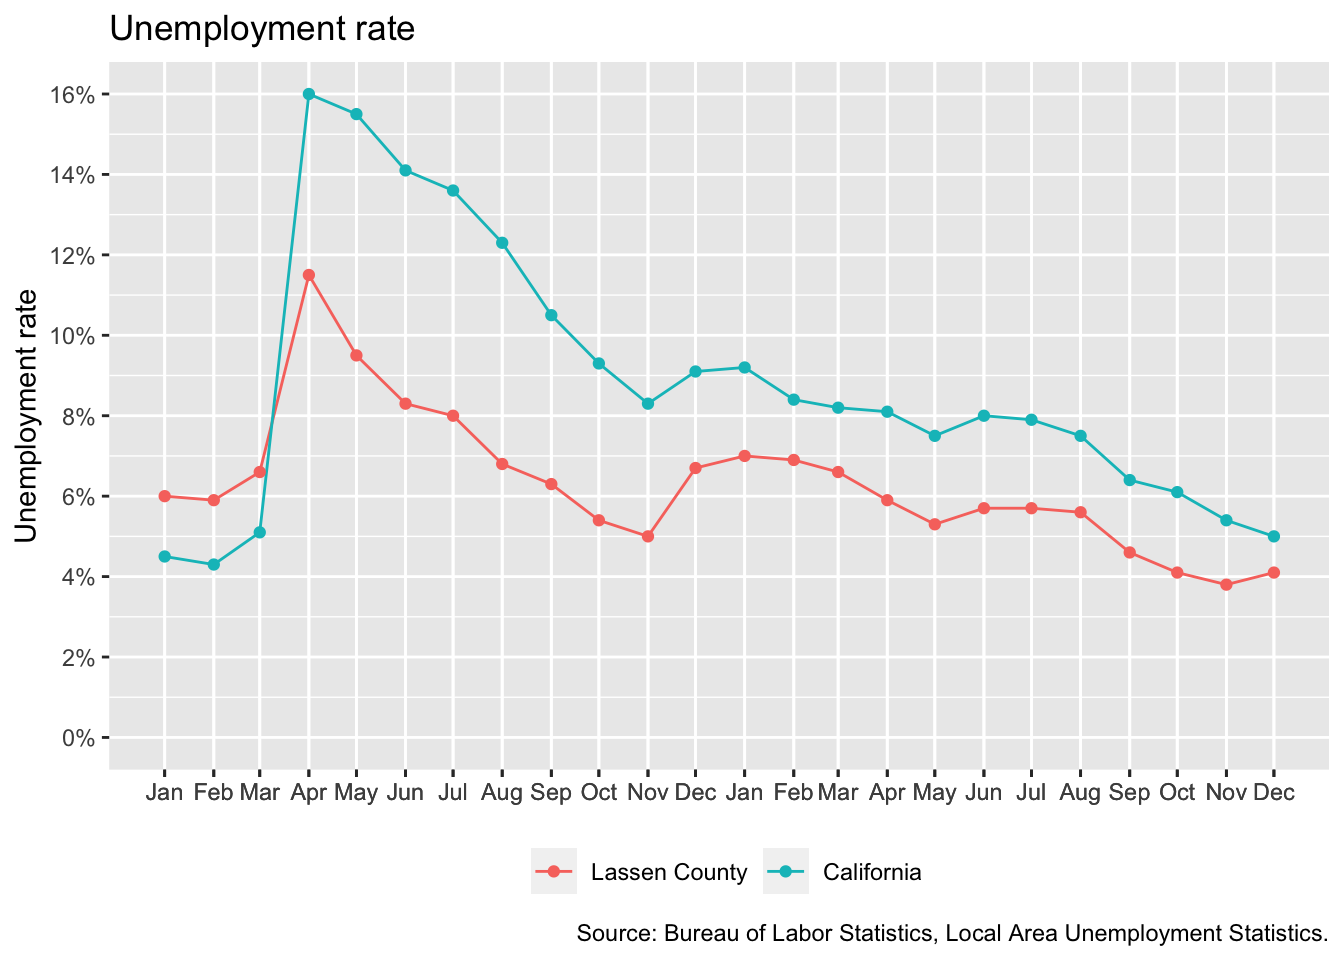 Unemployment rate
Unemployment rate
16%
14%
12%
10%
8%
6%
4%
2%
0%
Jan Feb Mar Apr May Jun Jul Aug Sep Oct Nov Dec Jan Feb Mar Apr May Jun Jul Aug Sep Oct Nov Dec
Lassen County California
Source: Bureau of Labor Statistics, Local Area Unemployment Statistics.